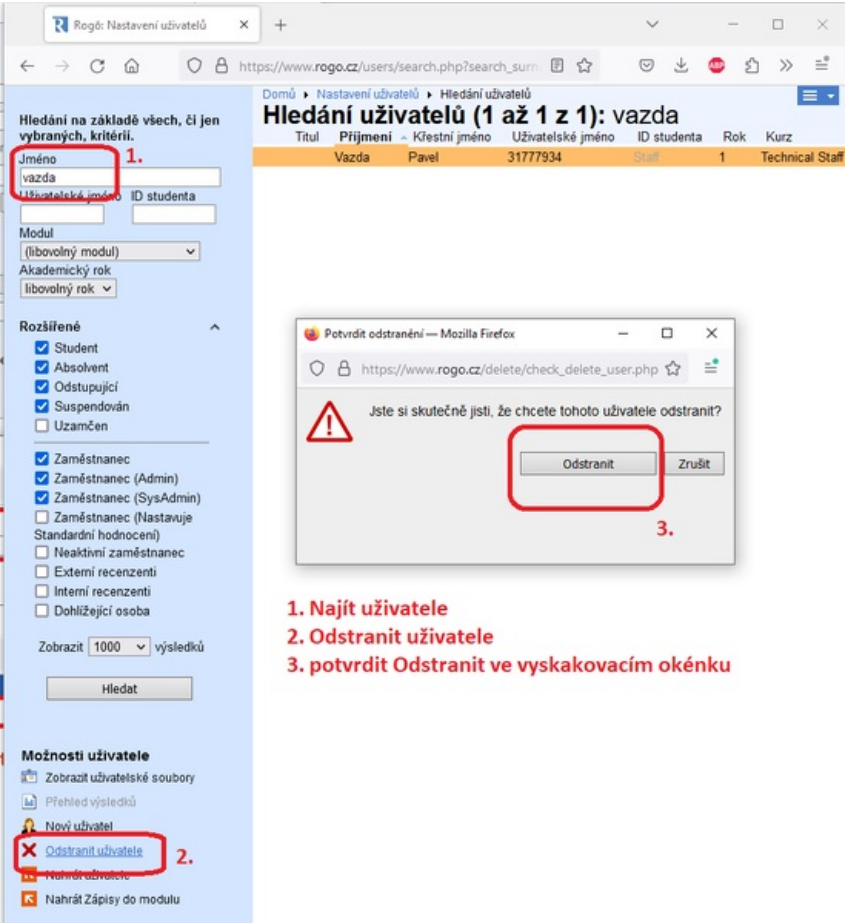 Rogō: Nastavení uživatelů
https://www.rogo.cz/users/search.php?search_surn
ABP
Hledání na základě všech, či jen
vybraných, kritérií.
Jméno
1.
vazda
Uživatelské jméno ID studenta
Modul
(libovolný modul)
Akademický rok
libovolný rok
Rozšířené
Student
Absolvent
Odstupující
Suspendován
Uzamčen
Zaměstnanec
Zaměstnanec (Admin)
Zaměstnanec (SysAdmin)
Zaměstnanec (Nastavuje
Standardní hodnocení)
Neaktivní zaměstnanec
Externí recenzenti
Interní recenzenti
Dohlížející osoba
Zobrazit 1000 výsledků
Hledat
Možnosti uživatele
Zobrazit uživatelské soubory
Přehled výsledků
Nový uživatel
Odstranit uživatele
2.
Nahrát uživatele
Nahrát Zápisy do modulu
Domů Nastavení uživatelů Hledání uživatelů
Hledání uživatelů (1 až 1 z 1): vazda
Titul Příjmení Křestní jméno Uživatelské jméno ID studenta Rok Kurz
Vazda Pavel 31777934 Staff 1 Technical Staff
Potvrdit odstranění — Mozilla Firefox
https://www.rogo.cz/delete/check_delete_user.php
Jste si skutečně jisti, že chcete tohoto uživatele odstranit?
Odstranit Zrušit
3.
1. Najít uživatele
2. Odstranit uživatele
3. potvrdit Odstranit ve vyskakovacím okénku